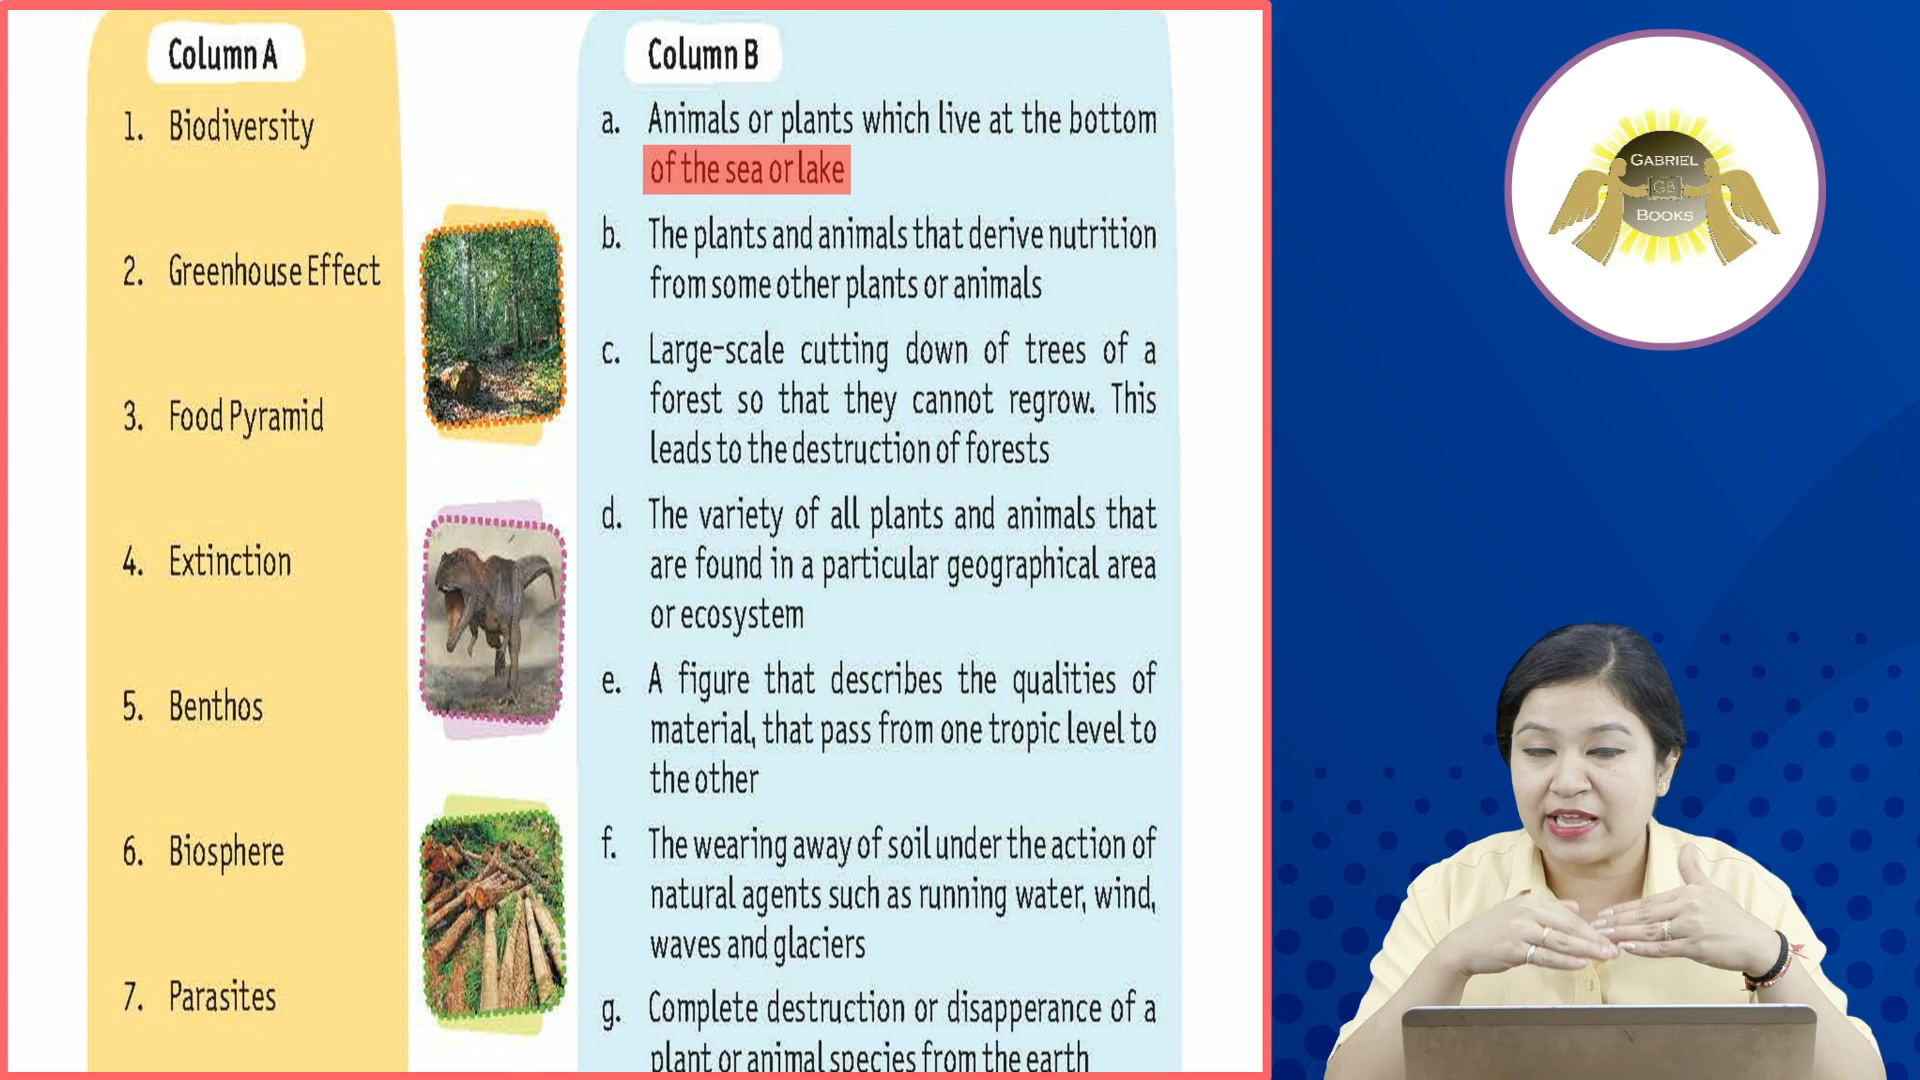 Column A
1. Biodiversity
2. Greenhouse Effect
3. Food Pyramid
4. Extinction
5. Benthos
6. Biosphere
7. Parasites
Column B
a. Animals or plants which live at the bottom
of the sea or lake
b. The plants and animals that derive nutrition
from some other plants or animals
c. Large-scale cutting down of trees of a
forest so that they cannot regrow. This
leads to the destruction of forests
d. The variety of all plants and animals that
are found in a particular geographical area
or ecosystem
e. A figure that describes the qualities of
material, that pass from one tropic level to
the other
f. The wearing away of soil under the action of
natural agents such as running water, wind,
waves and glaciers
g. Complete destruction or disapperance of a
plant or animal species from the earth
GABRIEL
GB
BOOKS